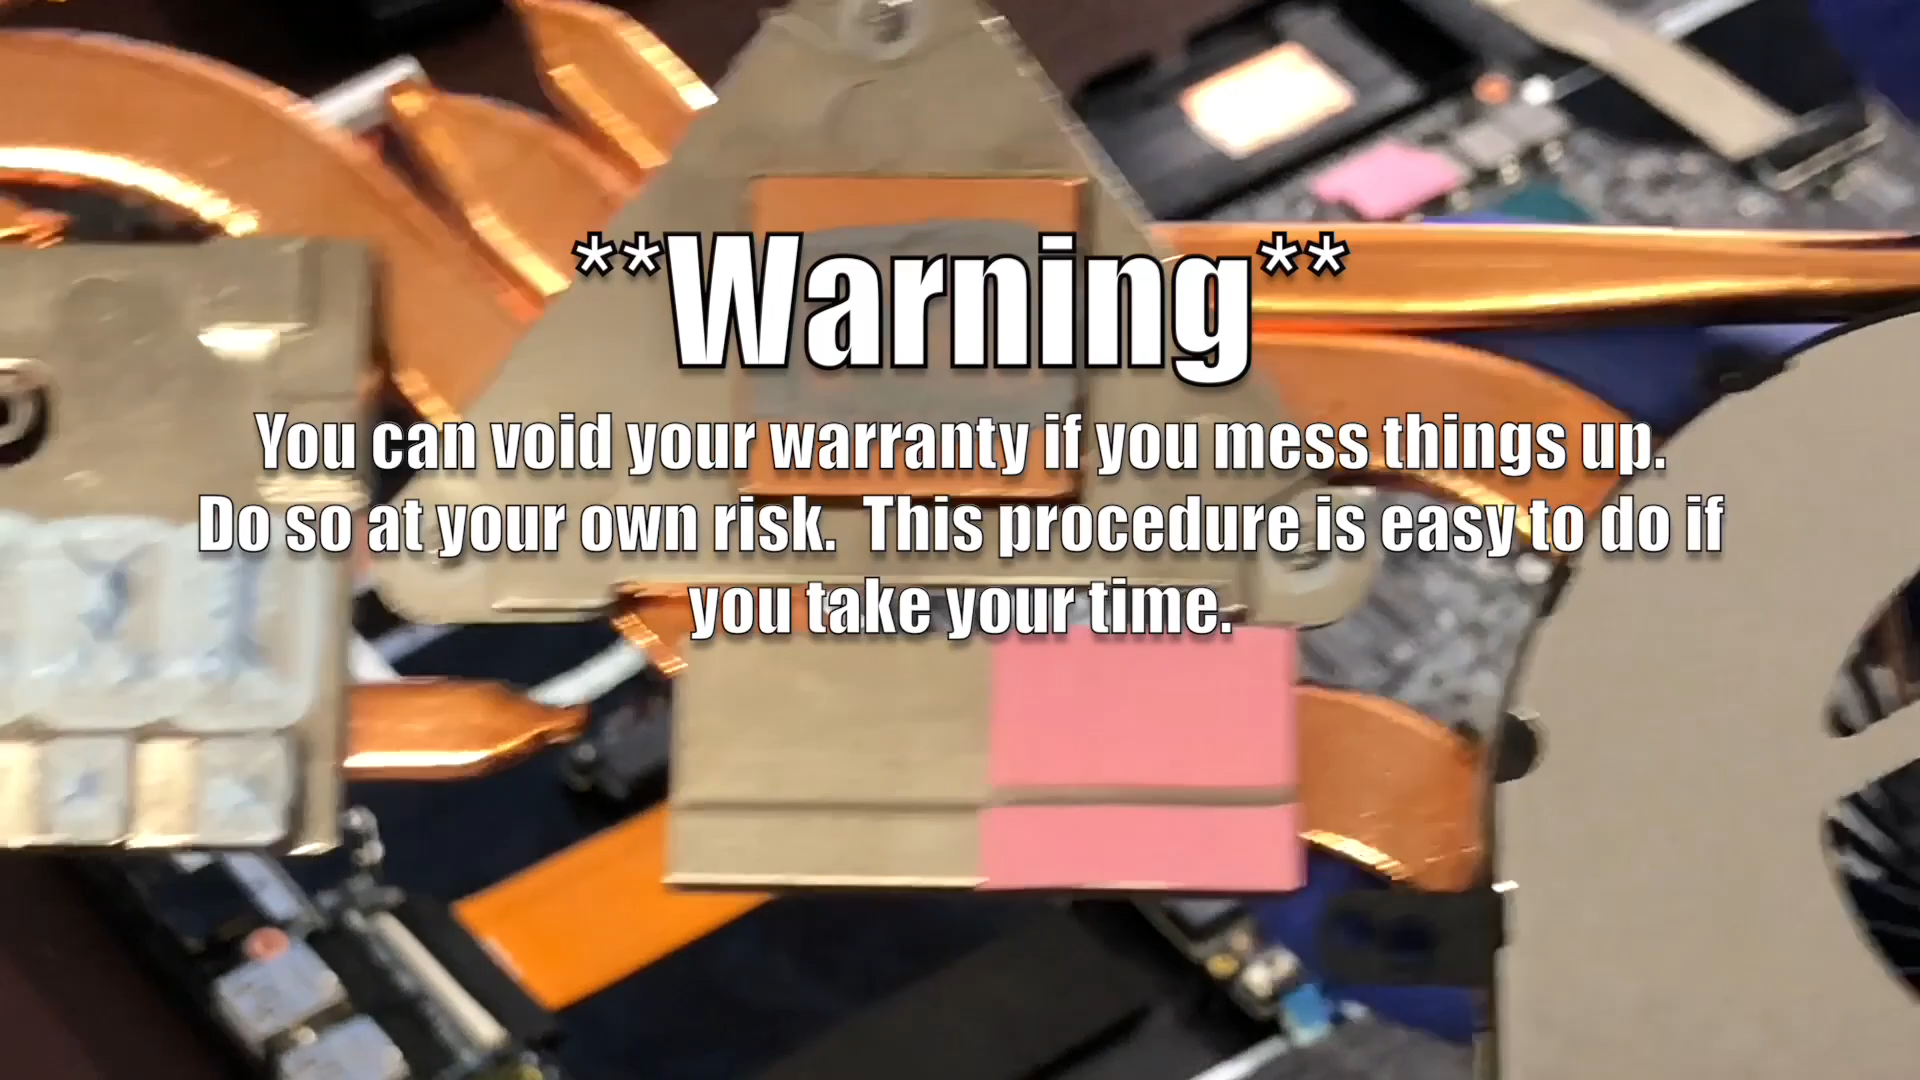 **Warning**
You can void your warranty if you mess things up.
Do so at your own risk.  This procedure is easy to do if
you take your time.